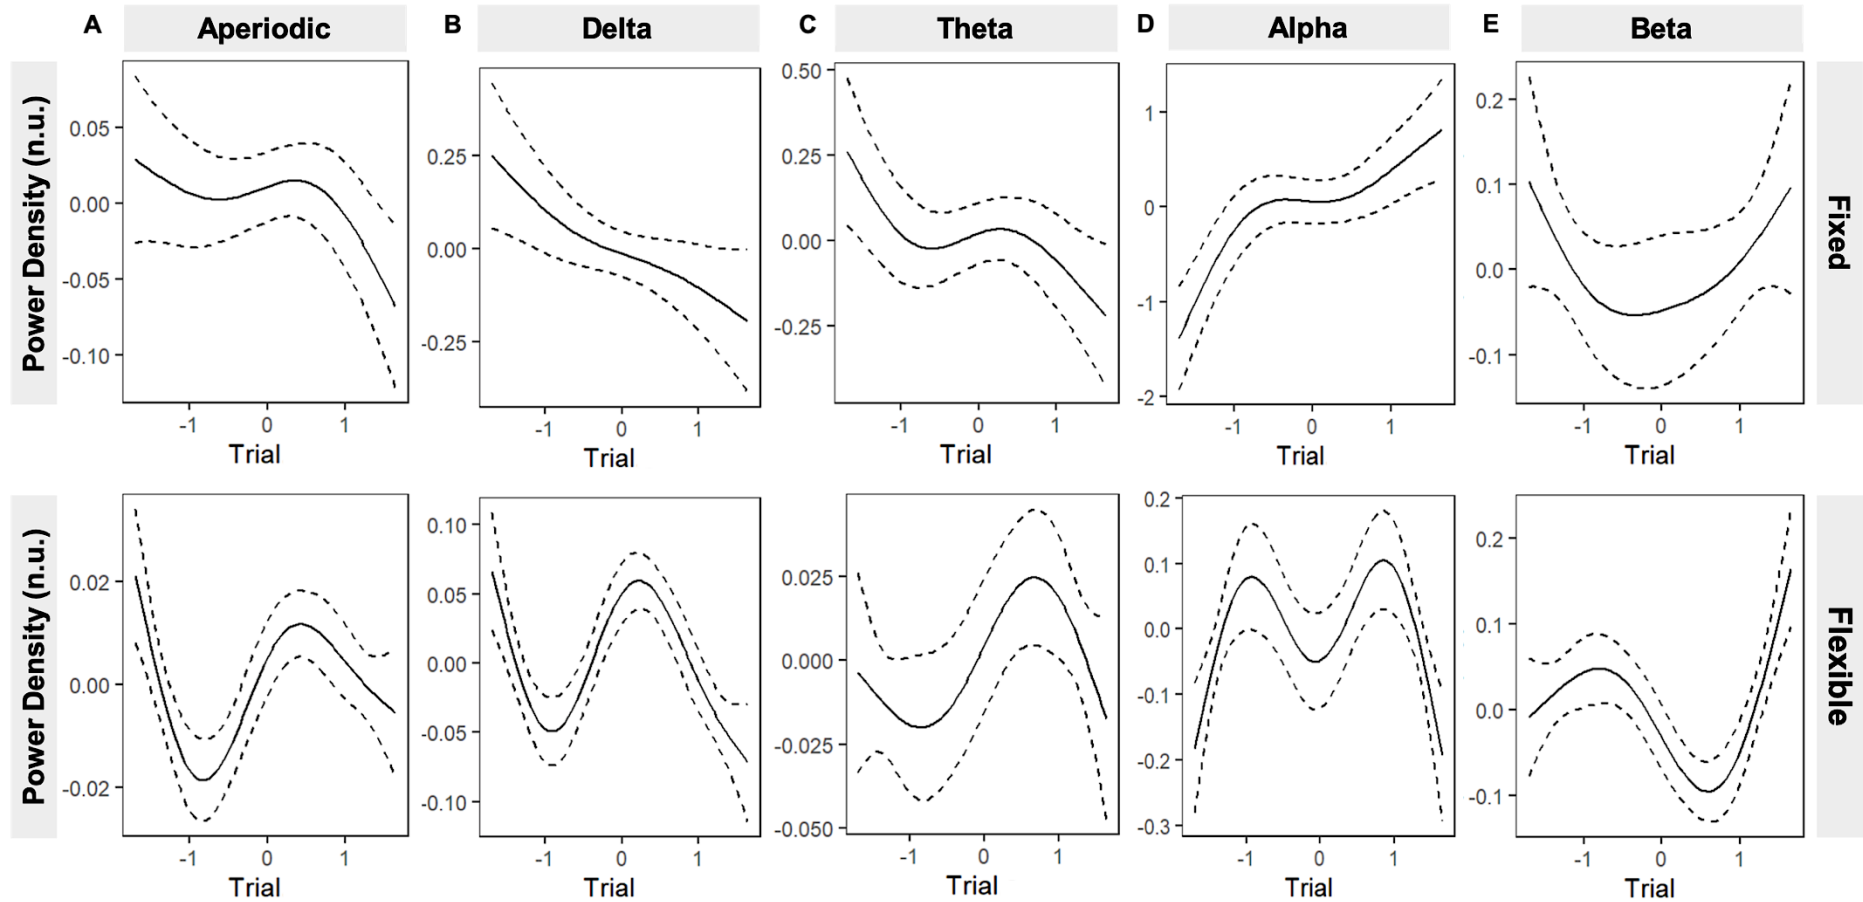 A Aperiodic B Delta C Theta D Alpha E Beta
Power Density (n.u.)
0.05
0.00
-0.05
-0.10
-1 0 1
Trial
0.25
0.00
-0.25
-1 0 1
Trial
0.50
0.25
0.00
-0.25
-1 0 1
Trial
1
0
-1
-2
-1 0 1
Trial
0.2
0.1
0.0
-0.1
-1 0 1
Trial
Fixed
Power Density (n.u.)
0.02
0.00
-0.02
-1 0 1
Trial
0.10
0.05
0.00
-0.05
-0.10
-1 0 1
Trial
0.025
0.000
-0.025
-0.050
-1 0 1
Trial
0.2
0.1
0.0
-0.1
-0.2
-0.3
-1 0 1
Trial
0.2
0.1
0.0
-0.1
-1 0 1
Trial
Flexible